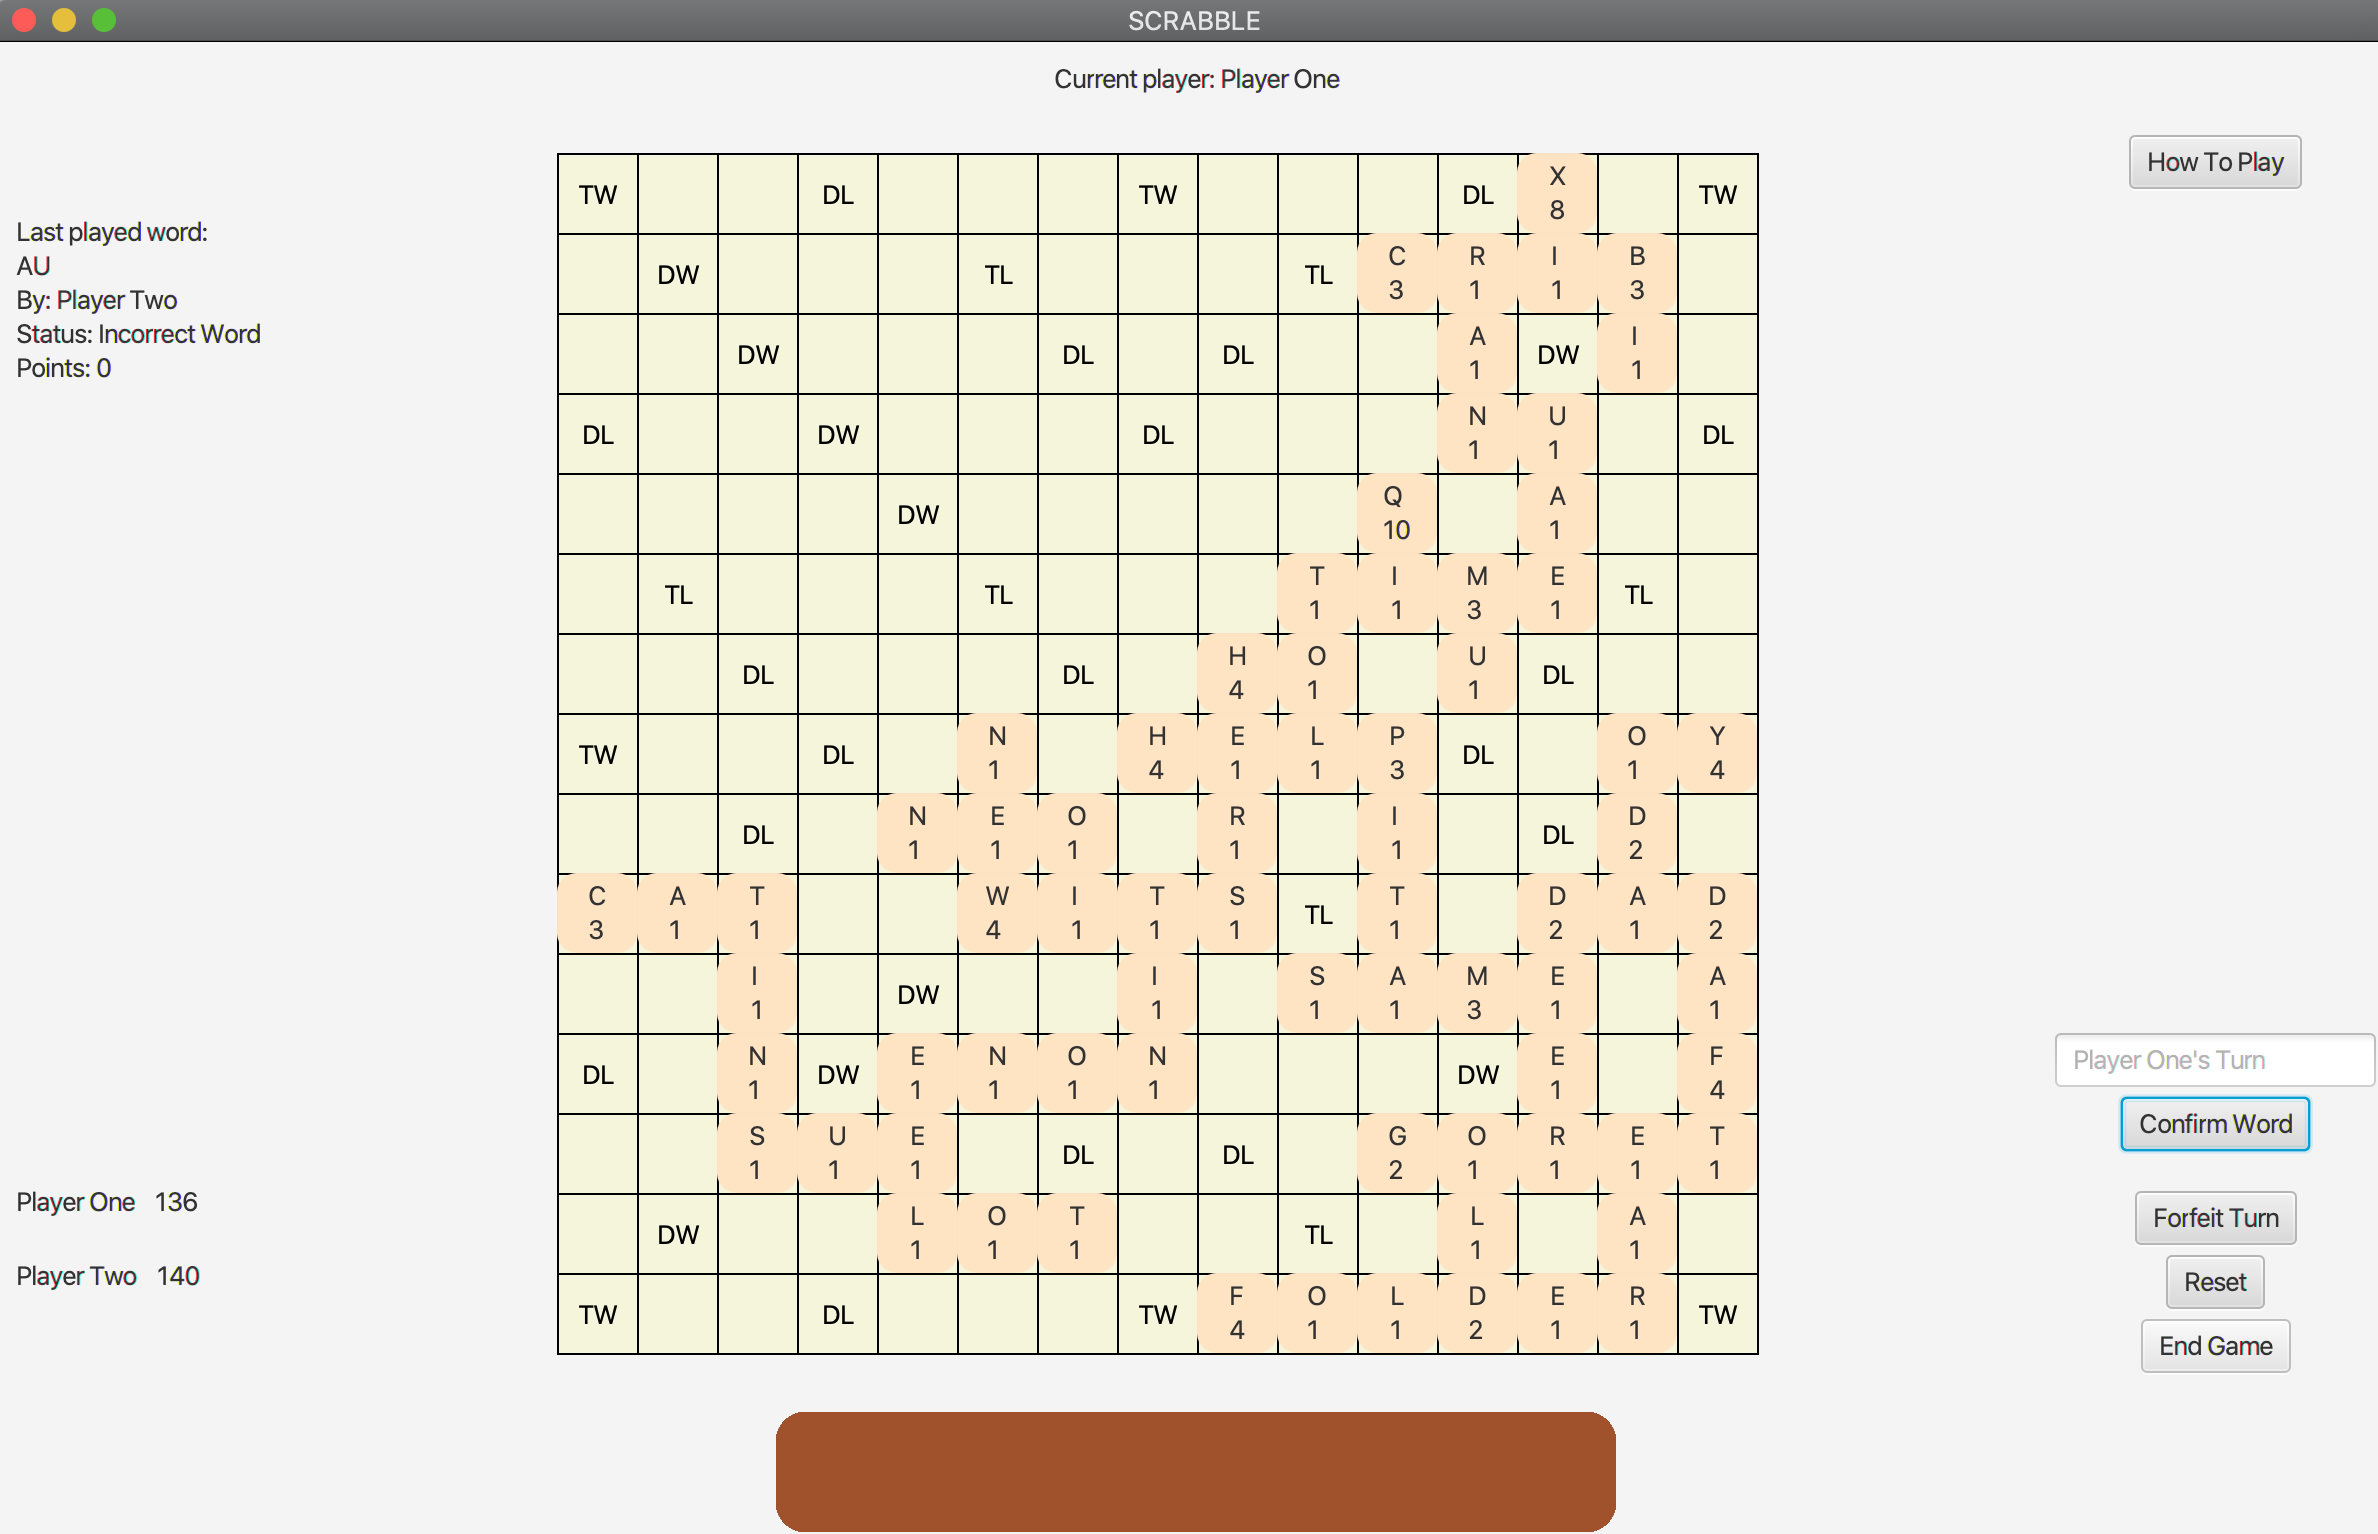 SCRABBLE
Current player: Player One
How To Play
Last played word:
AU
By: Player Two
Status: Incorrect Word
Points: 0
TW DL TW DL X 8 TW
DW TL TL C 3 R 1 I 1 B 3
DW DL DL A 1 DW I 1
DL DW DL N 1 U 1 DL
DW Q 10 A 1
TL TL T 1 I 1 M 3 E 1 TL
DL DL H 4 O 1 U 1 DL
TW DL N 1 H 4 E 1 L 1 P 3 DL O 1 Y 4
DL N 1 E 1 O 1 R 1 I 1 DL D 2
C 3 A 1 T 1 W 4 I 1 T 1 S 1 TL T 1 D 2 A 1 D 2
I 1 DW I 1 S 1 A 1 M 3 E 1 A 1
DL N 1 DW E 1 N 1 O 1 N 1 DW E 1 F 4
S 1 U 1 E 1 DL DL G 2 O 1 R 1 E 1 T 1
DW L 1 O 1 T 1 TL L 1 A 1
TW DL TW F 4 O 1 L 1 D 2 E 1 R 1 TW
Player One's Turn
Confirm Word
Forfeit Turn
Reset
End Game
Player One 136
Player Two 140